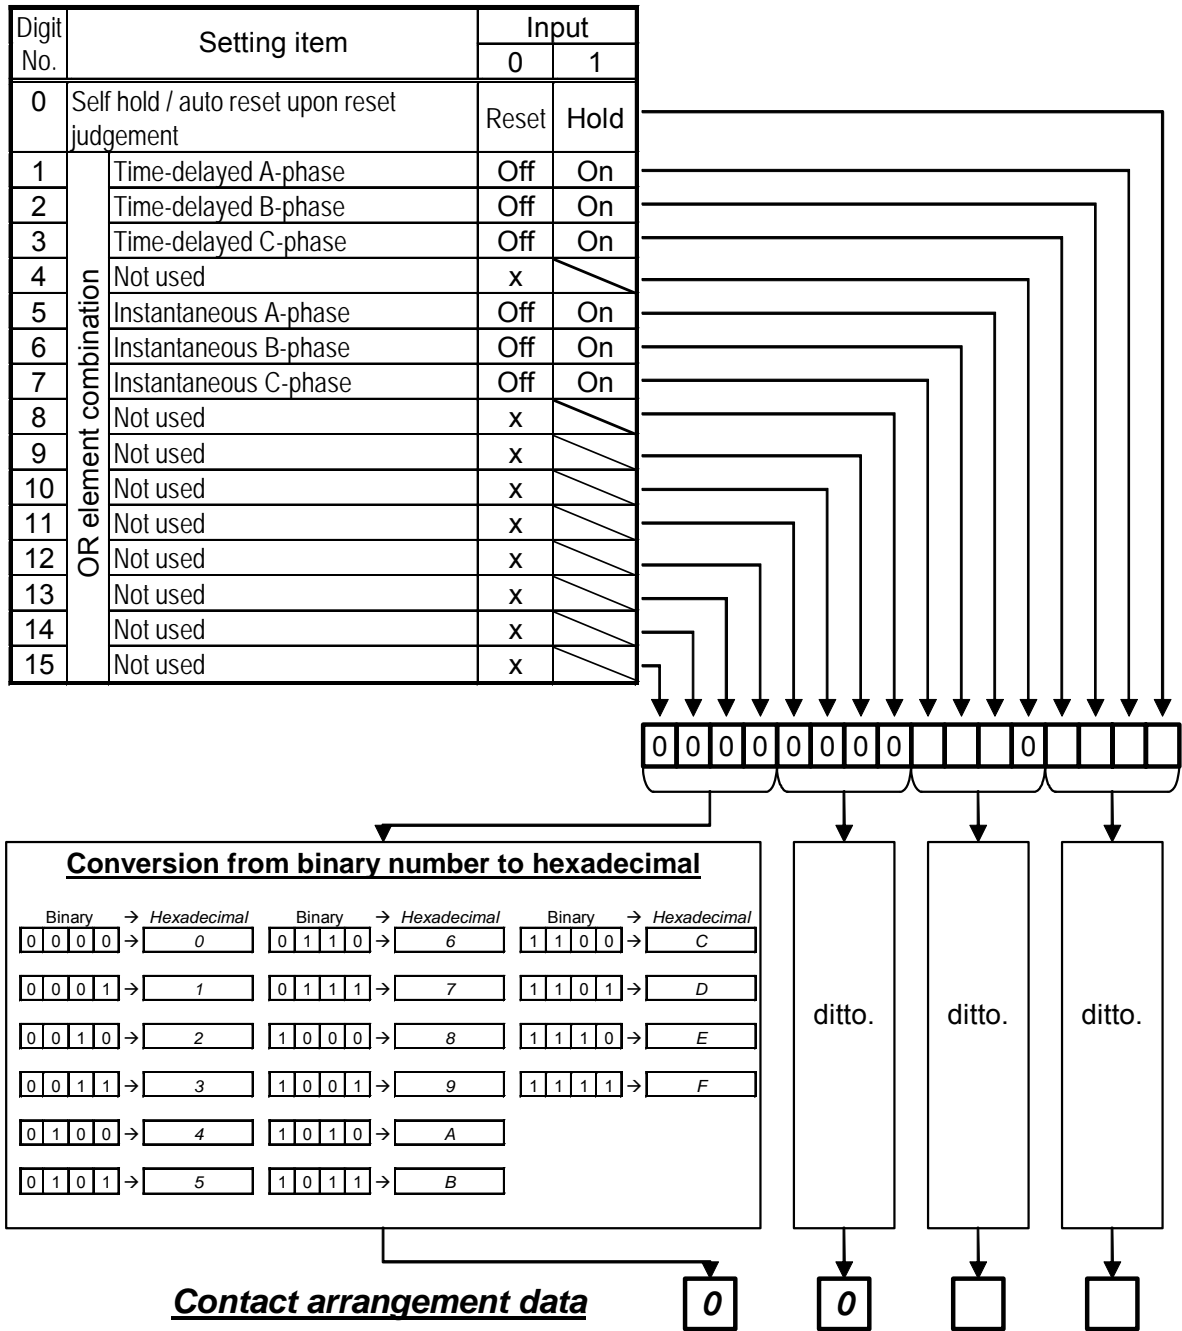 Digit No. Setting item Input
0 1
0 Self hold / auto reset upon reset judgement Reset Hold
OR element combination
1 Time-delayed A-phase Off On
2 Time-delayed B-phase Off On
3 Time-delayed C-phase Off On
4 Not used x
5 Instantaneous A-phase Off On
6 Instantaneous B-phase Off On
7 Instantaneous C-phase Off On
8 Not used x
9 Not used x
10 Not used x
11 Not used x
12 Not used x
13 Not used x
14 Not used x
15 Not used x
0 0 0 0 0 0 0 0 0
Conversion from binary number to hexadecimal
Binary → Hexadecimal Binary → Hexadecimal Binary → Hexadecimal
0 0 0 0 → 0 0 1 1 0 → 6 1 1 0 0 → C
0 0 0 1 → 1 0 1 1 1 → 7 1 1 0 1 → D
0 0 1 0 → 2 1 0 0 0 → 8 1 1 1 0 → E
0 0 1 1 → 3 1 0 0 1 → 9 1 1 1 1 → F
0 1 0 0 → 4 1 0 1 0 → A
0 1 0 1 → 5 1 0 1 1 → B
ditto. ditto. ditto.
Contact arrangement data 0 0